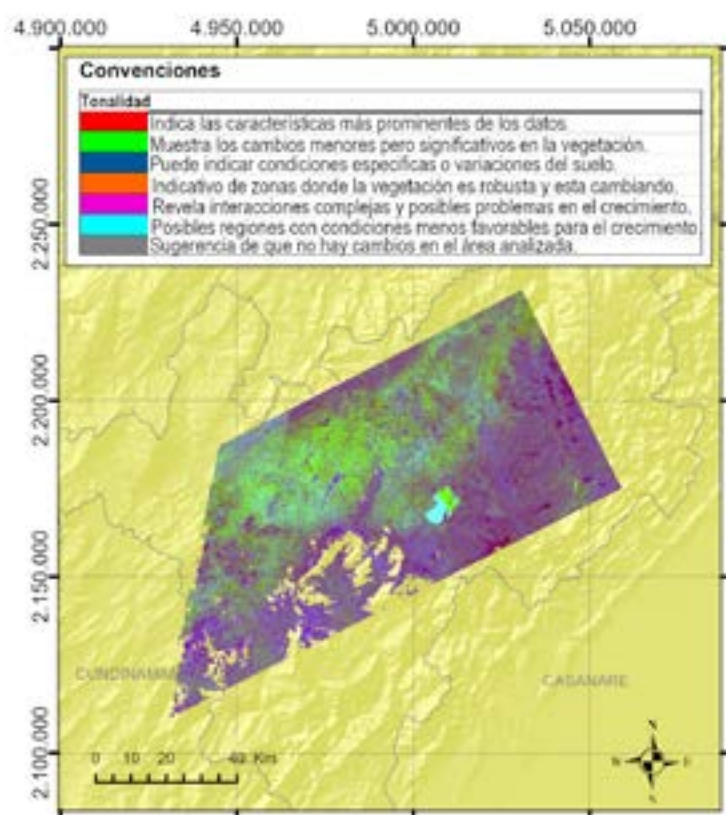 4.900.000 4.950.000 5.000.000 5.050.000
Convenciones
Tonalidad
Indica las características más prominentes de los datos
Muestra los cambios menores pero significativos en la vegetación.
Puede indicar condiciones especificas o variaciones del suelo.
Indicativo de zonas donde la vegetación es robusta y esta cambiando.
Revela interacciones complejas y posibles problemas en el crecimiento.
Posibles regiones con condiciones menos favorables para el crecimiento.
Sugerencia de que no hay cambios en el área analizada.
2.250.000
2.200.000
2.150.000
2.100.000
CASANARE
0 10 20 40 Km
N
E
S